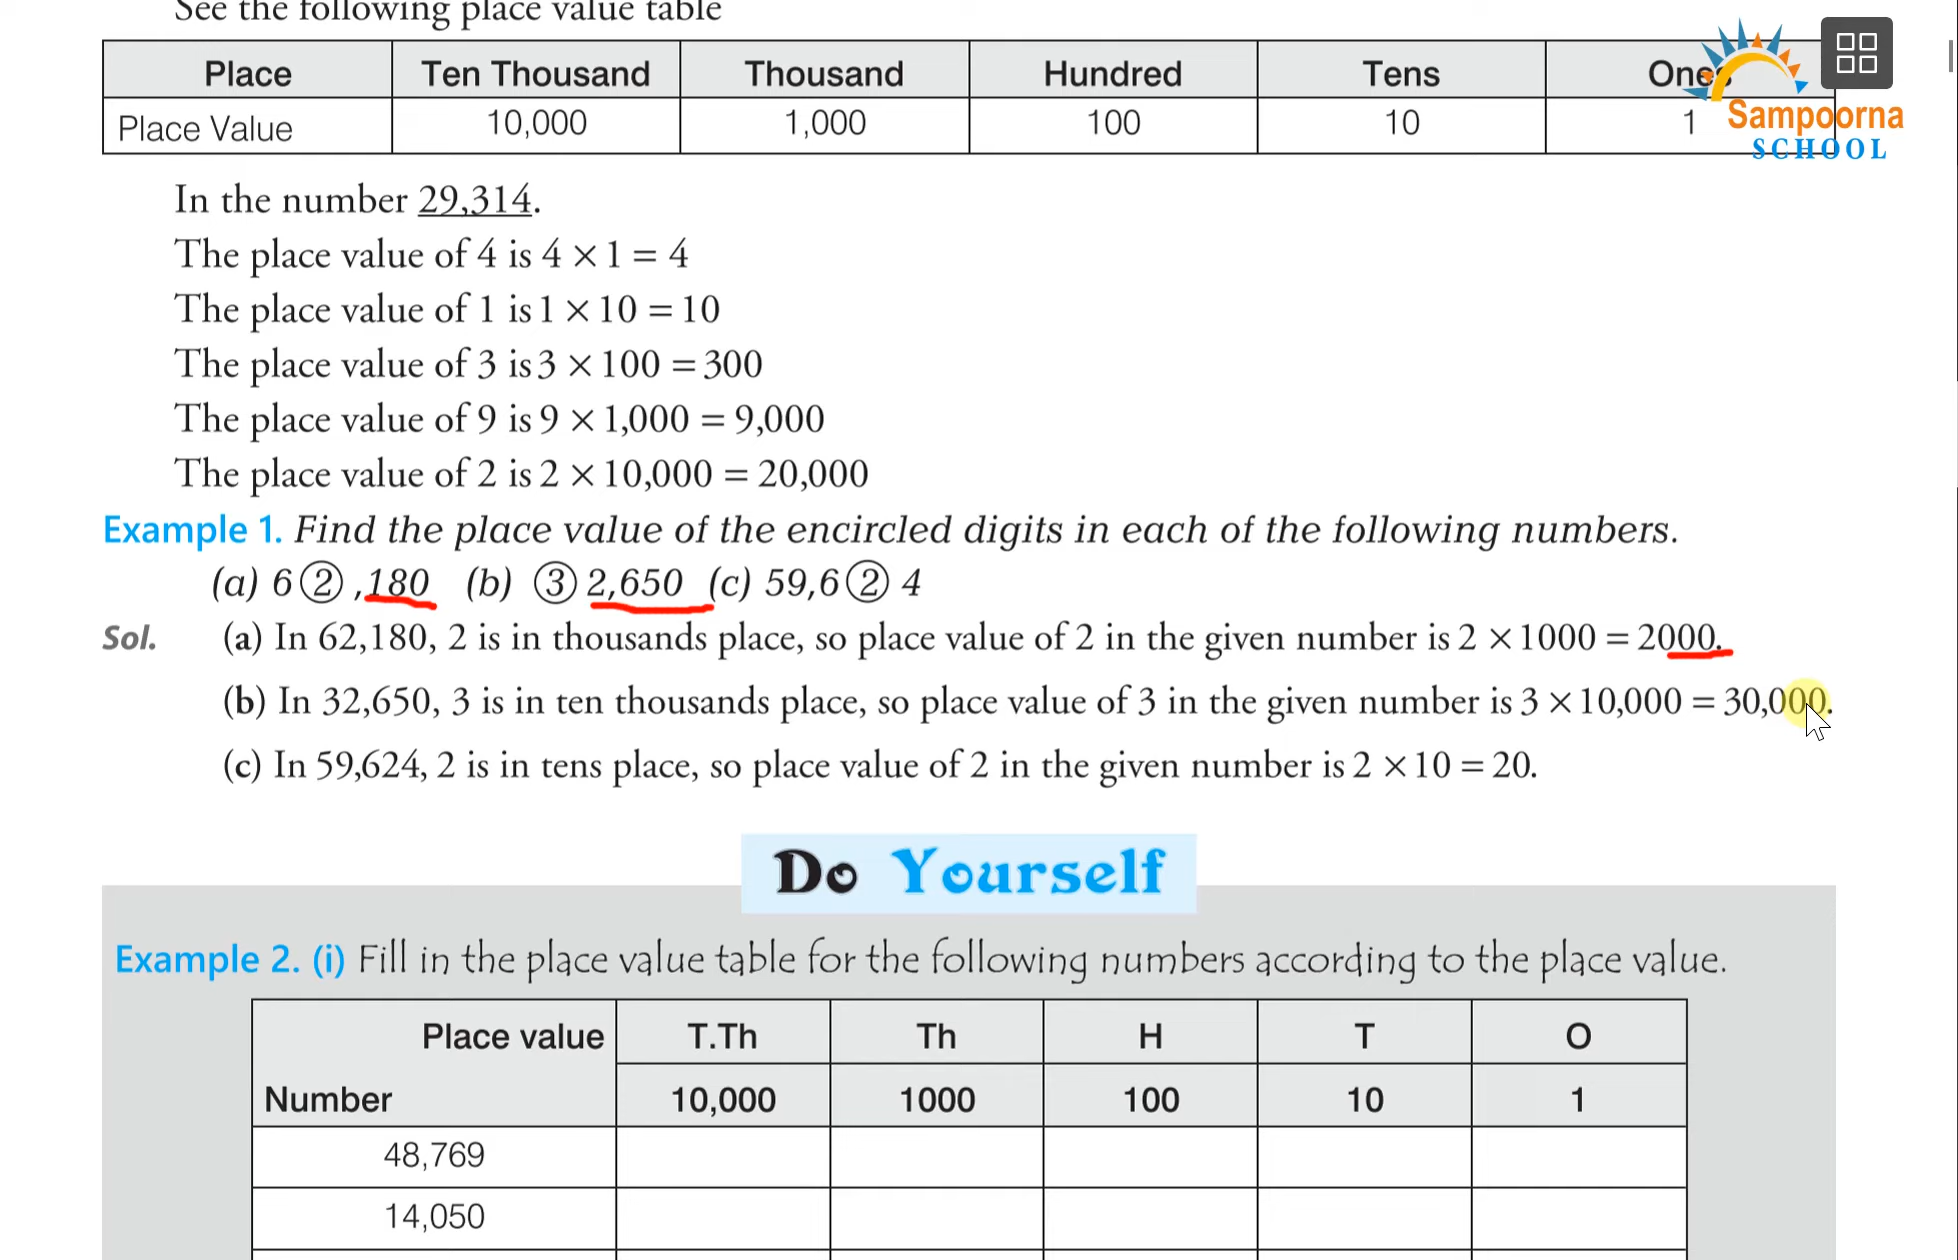 See the following place value table
Place Ten Thousand Thousand Hundred Tens Ones
Place Value 10,000 1,000 100 10 1
Sampoorna
SCHOOL
In the number 29,314.
The place value of 4 is 4 × 1 = 4
The place value of 1 is 1 × 10 = 10
The place value of 3 is 3 × 100 = 300
The place value of 9 is 9 × 1,000 = 9,000
The place value of 2 is 2 × 10,000 = 20,000
Example 1. Find the place value of the encircled digits in each of the following numbers.
(a) 6②,180 (b) ③2,650 (c) 59,6②4
Sol. (a) In 62,180, 2 is in thousands place, so place value of 2 in the given number is 2 × 1000 = 2000.
(b) In 32,650, 3 is in ten thousands place, so place value of 3 in the given number is 3 × 10,000 = 30,000.
(c) In 59,624, 2 is in tens place, so place value of 2 in the given number is 2 × 10 = 20.
Do Yourself
Example 2. (i) Fill in the place value table for the following numbers according to the place value.
Place value T.Th Th H T O
Number 10,000 1000 100 10 1
48,769
14,050